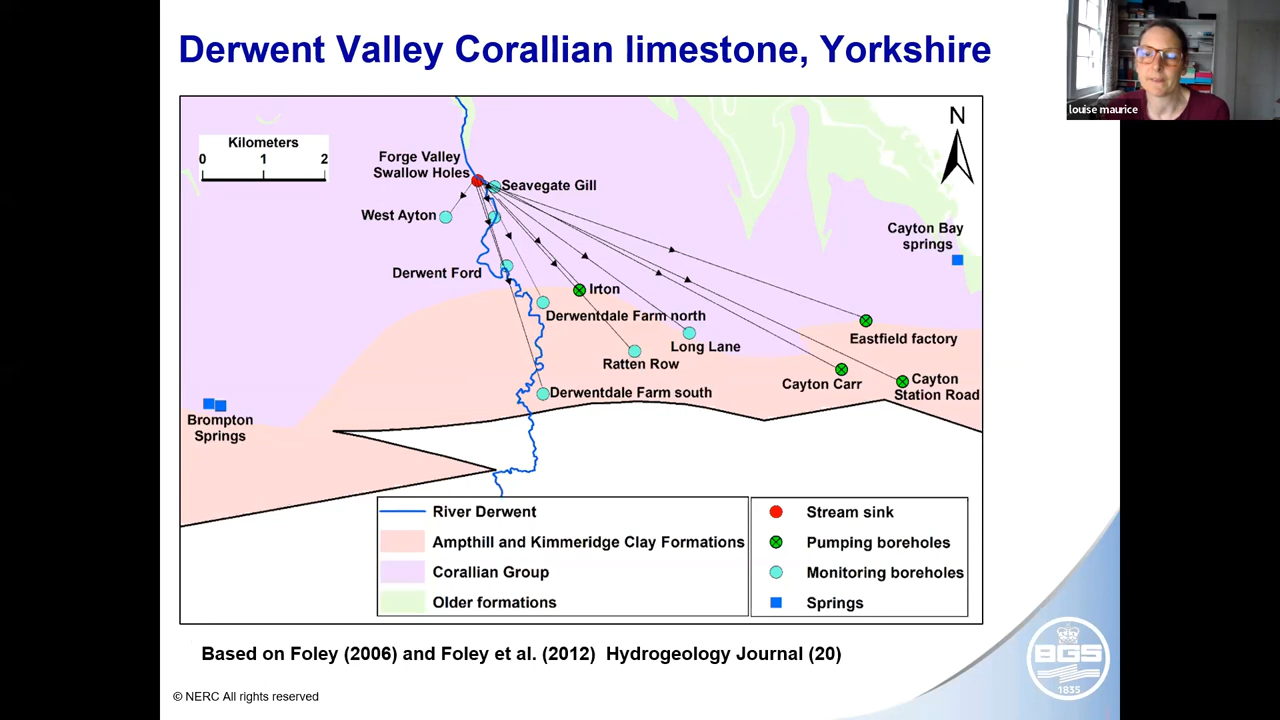 Derwent Valley Corallian limestone, Yorkshire
louise maurice
N
Kilometers
0 1 2
Forge Valley
Swallow Holes
Seavegate Gill
West Ayton
Cayton Bay
springs
Derwent Ford
Irton
Derwentdale Farm north
Eastfield factory
Long Lane
Ratten Row
Cayton Carr
Cayton
Station Road
Derwentdale Farm south
Brompton
Springs
River Derwent
Ampthill and Kimmeridge Clay Formations
Corallian Group
Older formations
Stream sink
Pumping boreholes
Monitoring boreholes
Springs
Based on Foley (2006) and Foley et al. (2012) Hydrogeology Journal (20)
BGS
1835
© NERC All rights reserved